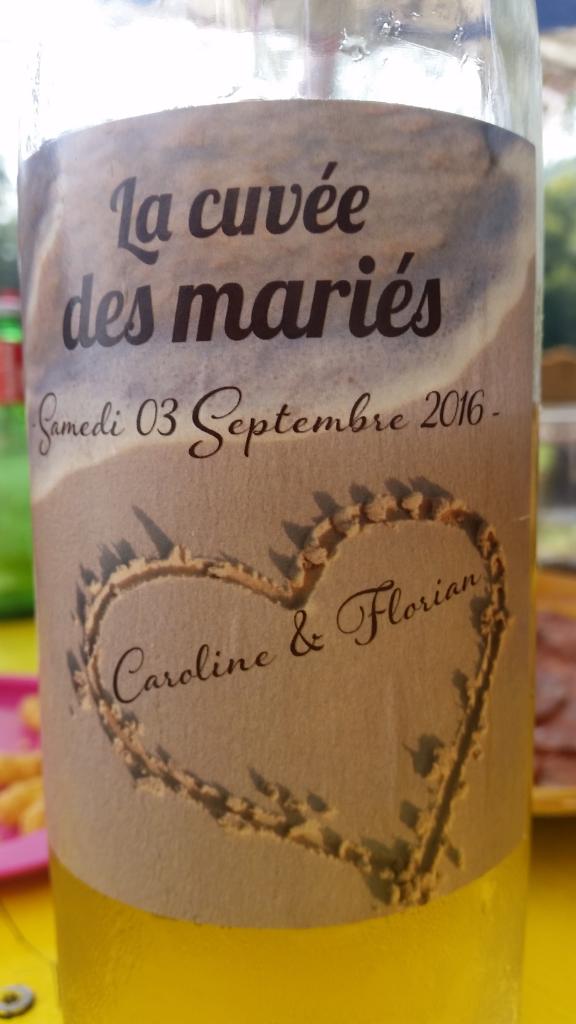 La cuvée
des mariés
-Samedi 03 Septembre 2016-
Caroline & Florian